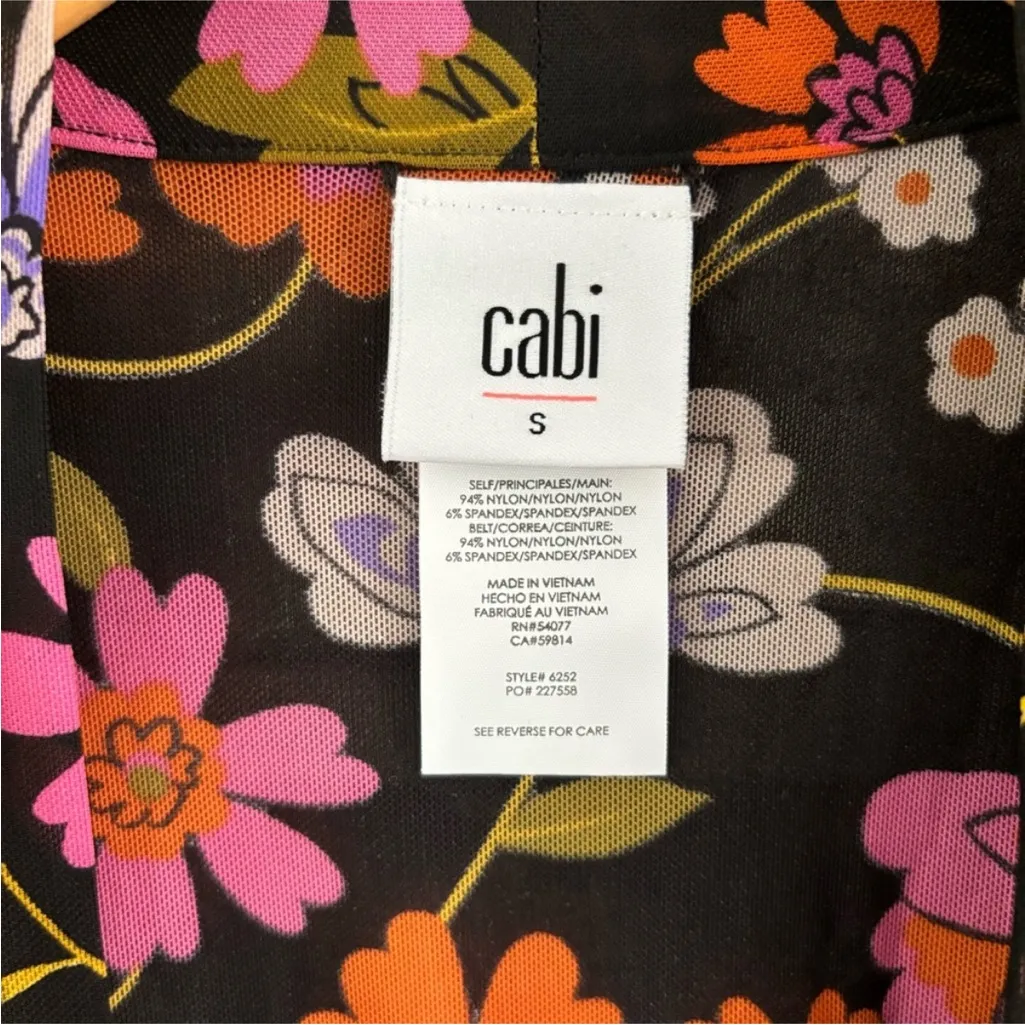 cabi
S
SELF/PRINCIPALES/MAIN:
94% NYLON/NYLON/NYLON
6% SPANDEX/SPANDEX/SPANDEX
BELT/CORREA/CEINTURE:
94% NYLON/NYLON/NYLON
6% SPANDEX/SPANDEX/SPANDEX
MADE IN VIETNAM
HECHO EN VIETNAM
FABRIQUÉ AU VIETNAM
RN#54077
CA#59814
STYLE# 6252
PO# 227558
SEE REVERSE FOR CARE